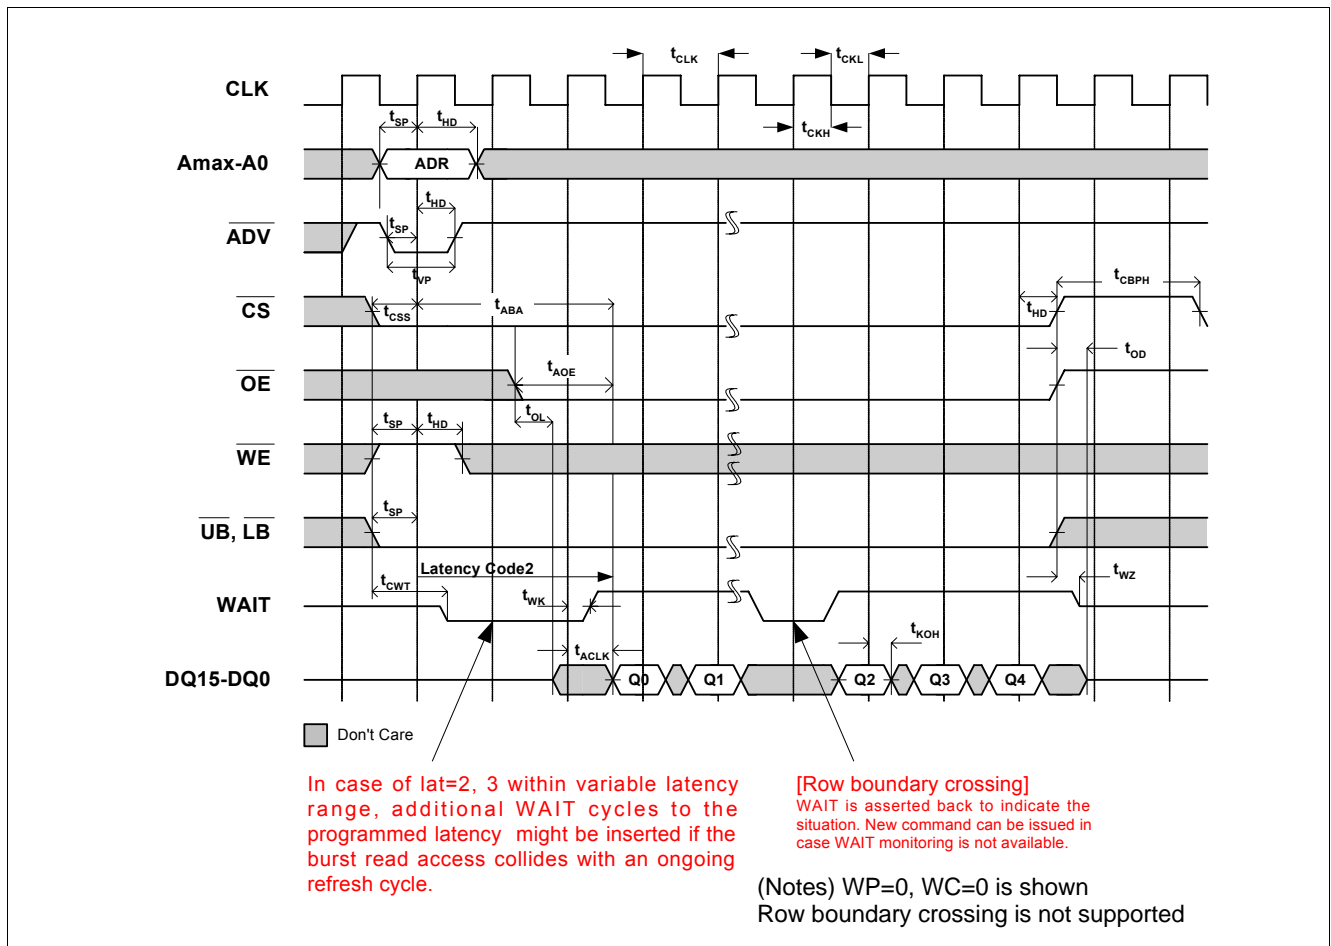 tCLK
tCKL
CLK
tSP
tHD
tCKH
Amax-A0
ADR
tHD
ADV
tSP
tVP
tCBPH
CS
tCSS
tABA
tHD
tOD
OE
tAOE
tOL
tSP
tHD
WE
tSP
UB, LB
Latency Code2
tCWT
tWZ
WAIT
tWK
tKOH
tACLK
DQ15-DQ0
Q0
Q1
Q2
Q3
Q4
Don't Care
In case of lat=2, 3 within variable latency
range, additional WAIT cycles to the
programmed latency might be inserted if the
burst read access collides with an ongoing
refresh cycle.
[Row boundary crossing]
WAIT is asserted back to indicate the
situation. New command can be issued in
case WAIT monitoring is not available.
(Notes) WP=0, WC=0 is shown
Row boundary crossing is not supported